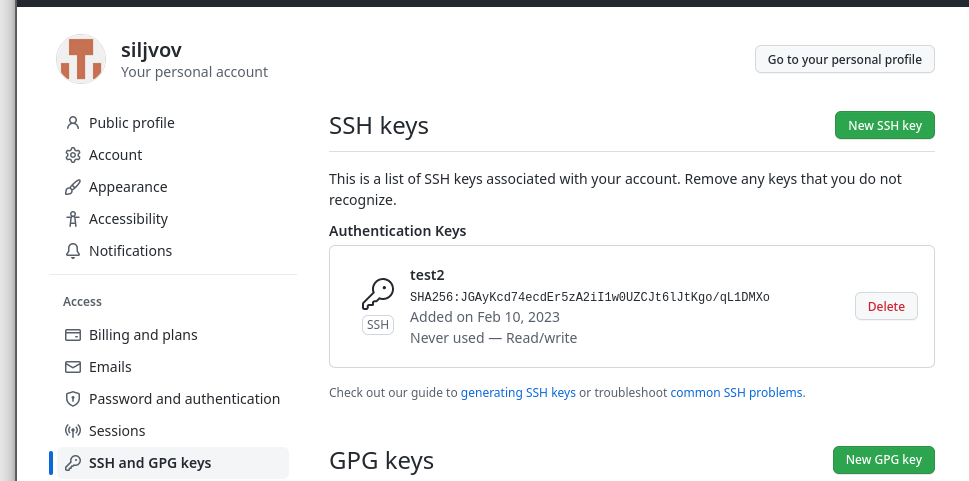 siljvov
Your personal account
Go to your personal profile
Public profile
Account
Appearance
Accessibility
Notifications
Access
Billing and plans
Emails
Password and authentication
Sessions
SSH and GPG keys
SSH keys
New SSH key
This is a list of SSH keys associated with your account. Remove any keys that you do not
recognize.
Authentication Keys
test2
SHA256:JGAyKcd74ecdEr5zA2iI1w0UZCJt6lJtKgo/qL1DMXo
Added on Feb 10, 2023
Never used — Read/write
SSH
Delete
Check out our guide to generating SSH keys or troubleshoot common SSH problems.
GPG keys
New GPG key